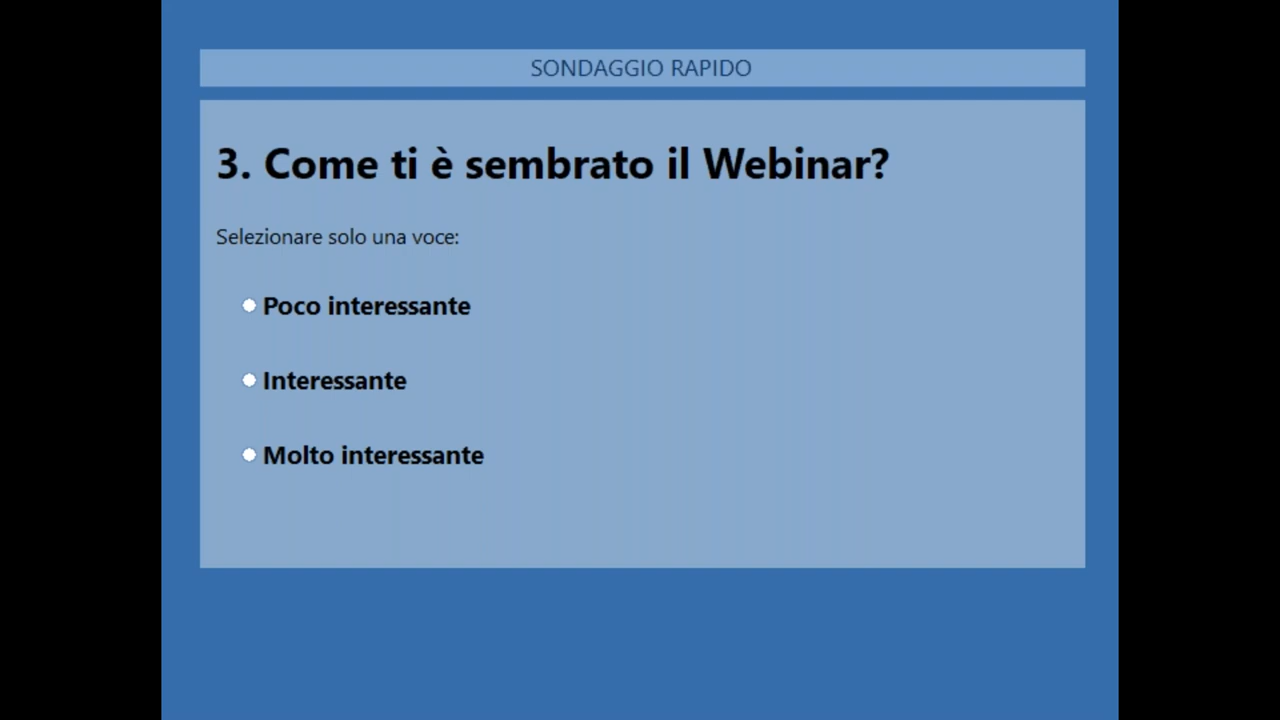 SONDAGGIO RAPIDO
3. Come ti è sembrato il Webinar?
Selezionare solo una voce:
Poco interessante
Interessante
Molto interessante